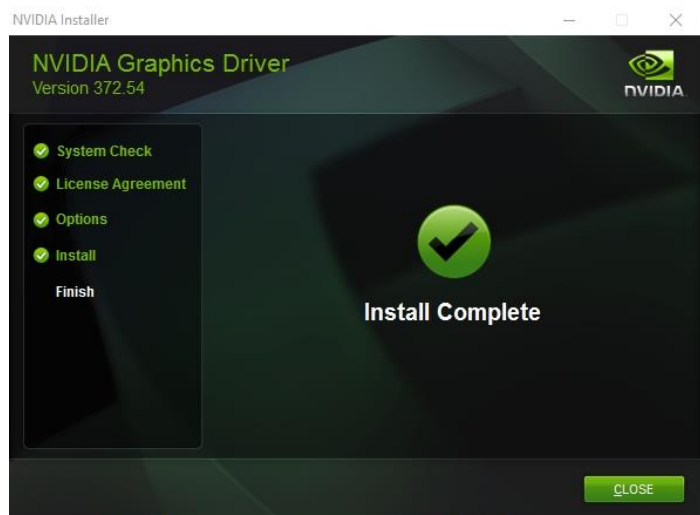 NVIDIA Installer
NVIDIA Graphics Driver
Version 372.54
NVIDIA
System Check
License Agreement
Options
Install
Finish
Install Complete
CLOSE